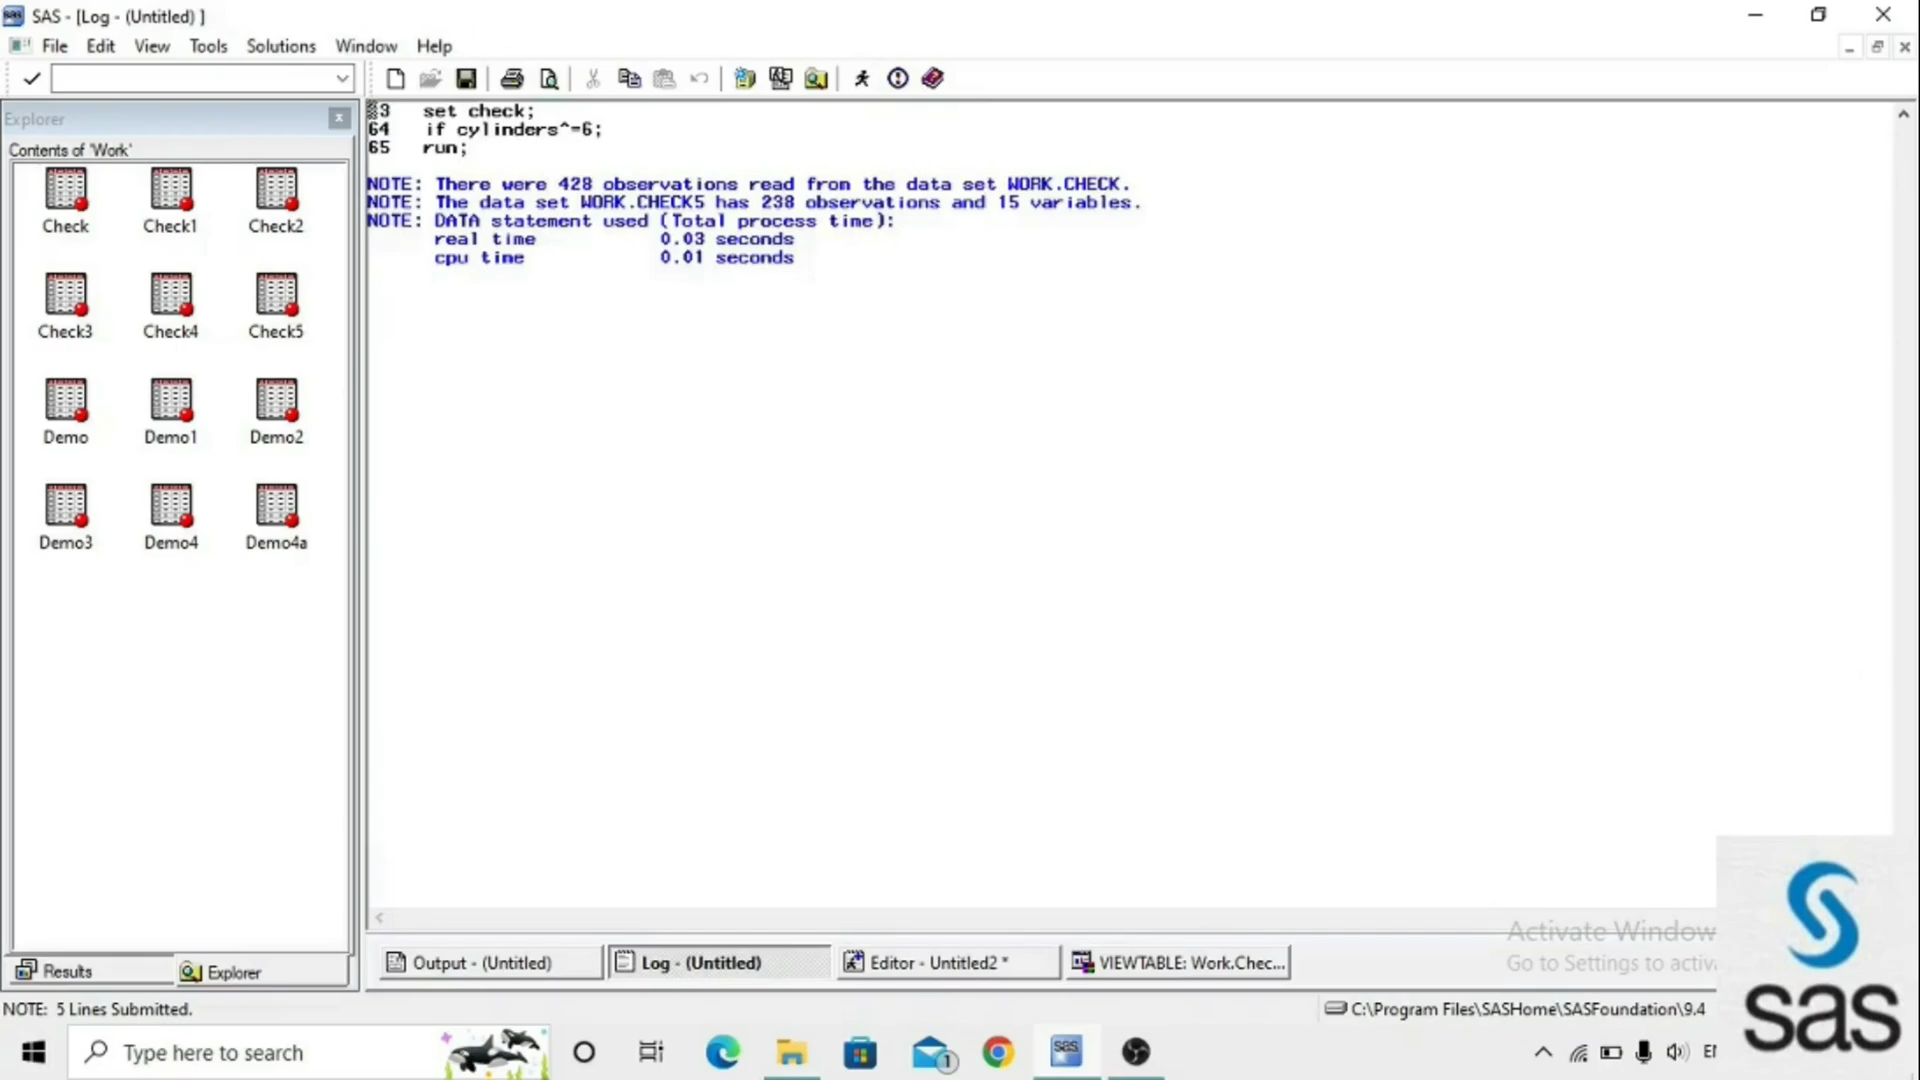 SAS - [Log - (Untitled) ]
File Edit View Tools Solutions Window Help
Explorer
Contents of 'Work'
Check Check1 Check2
Check3 Check4 Check5
Demo Demo1 Demo2
Demo3 Demo4 Demo4a
Results Explorer
3 set check;
64 if cylinders^=6;
65 run;
NOTE: There were 428 observations read from the data set WORK.CHECK.
NOTE: The data set WORK.CHECK5 has 238 observations and 15 variables.
NOTE: DATA statement used (Total process time):
real time 0.03 seconds
cpu time 0.01 seconds
Activate Window
Go to Settings to activ
Output - (Untitled) Log - (Untitled) Editor - Untitled2 * VIEWTABLE: Work.Chec...
NOTE: 5 Lines Submitted. C:\Program Files\SASHome\SASFoundation\9.4
sas
Type here to search 1 sas